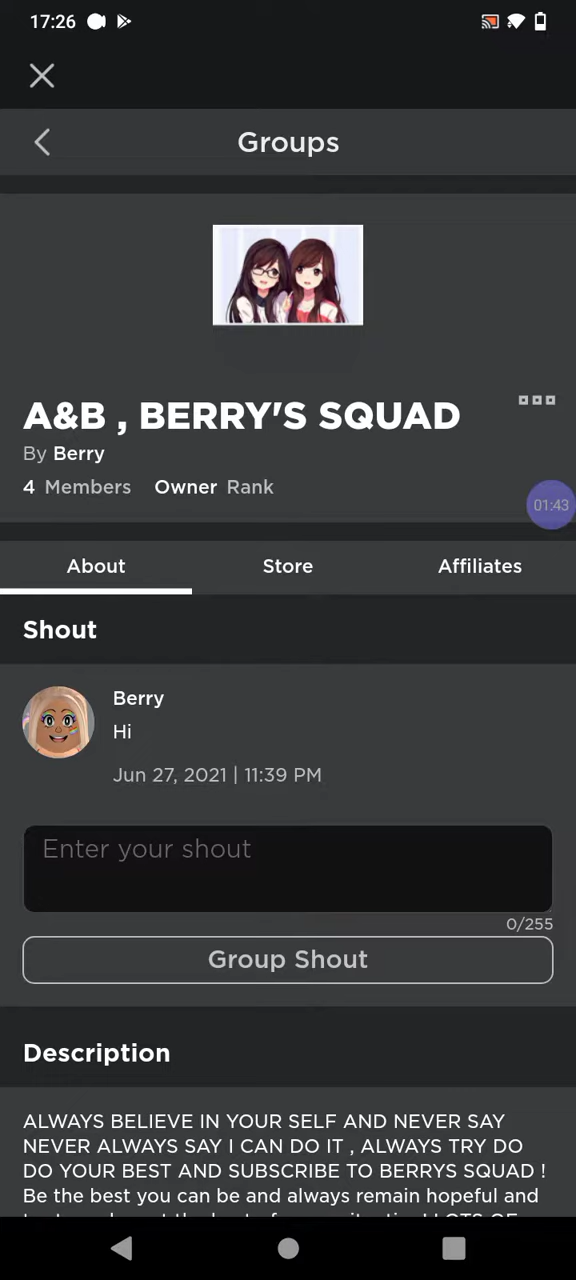 17:26
Groups
A&B , BERRY'S SQUAD
By Berry
4 Members Owner Rank
01:43
About Store Affiliates
Shout
Berry
Hi
Jun 27, 2021 | 11:39 PM
Enter your shout
0/255
Group Shout
Description
ALWAYS BELIEVE IN YOUR SELF AND NEVER SAY
NEVER ALWAYS SAY I CAN DO IT , ALWAYS TRY DO
DO YOUR BEST AND SUBSCRIBE TO BERRYS SQUAD !
Be the best you can be and always remain hopeful and